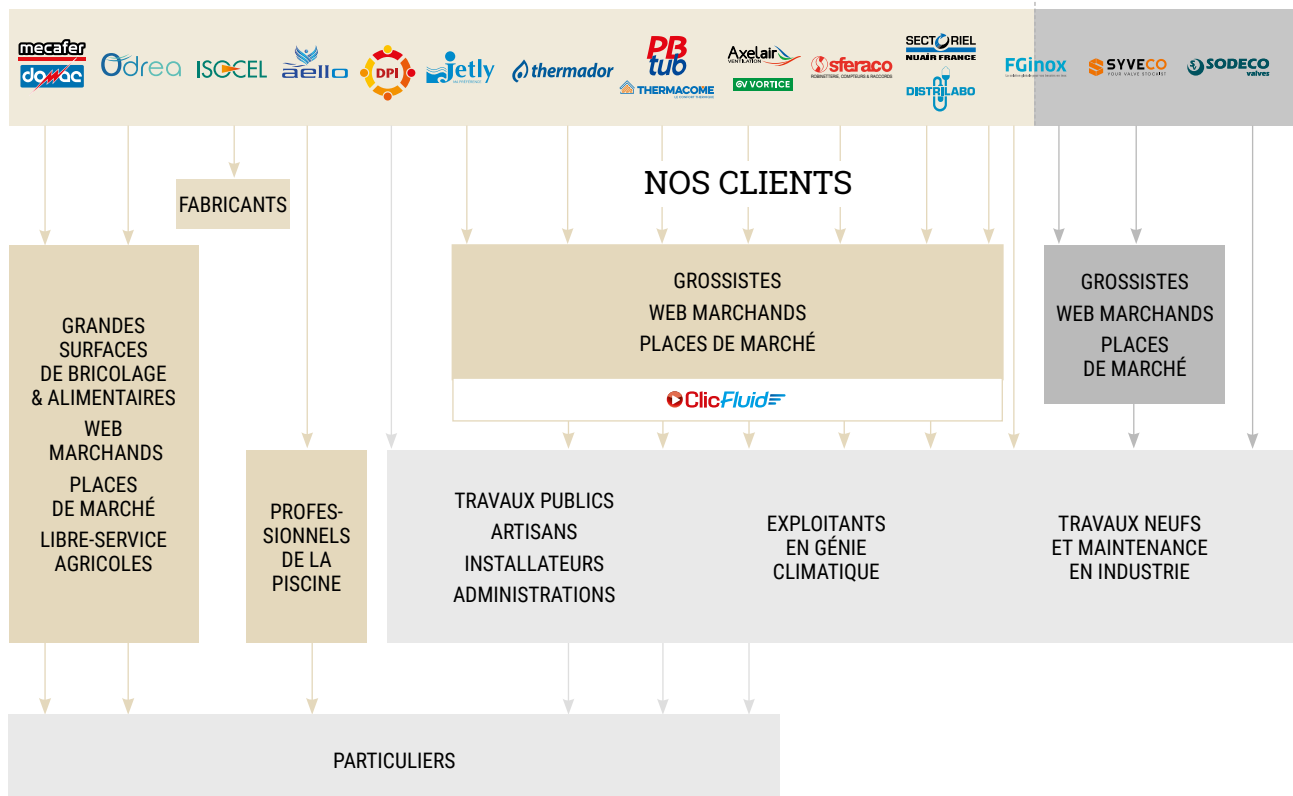 mecafer
domac
Odrea
ISOCEL
aello
DPI
jetly
thermador
PB
tub
THERMACOME
LE CONFORT THERMIQUE
Axelair
VENTILATION
VORTICE
sferaco
ROBINETTERIE, COMPTEURS & RACCORDS
SECTORIEL
NUAIR FRANCE
DISTRILABO
FGinox
SYVECO
YOUR VALVE STOCKIST
SODECO
valves
NOS CLIENTS
FABRICANTS
GRANDES
SURFACES
DE BRICOLAGE
& ALIMENTAIRES
WEB
MARCHANDS
PLACES
DE MARCHÉ
LIBRE-SERVICE
AGRICOLES
PROFES-
SIONNELS
DE LA
PISCINE
GROSSISTES
WEB MARCHANDS
PLACES DE MARCHÉ
ClicFluid
GROSSISTES
WEB MARCHANDS
PLACES
DE MARCHÉ
TRAVAUX PUBLICS
ARTISANS
INSTALLATEURS
ADMINISTRATIONS
EXPLOITANTS
EN GÉNIE
CLIMATIQUE
TRAVAUX NEUFS
ET MAINTENANCE
EN INDUSTRIE
PARTICULIERS